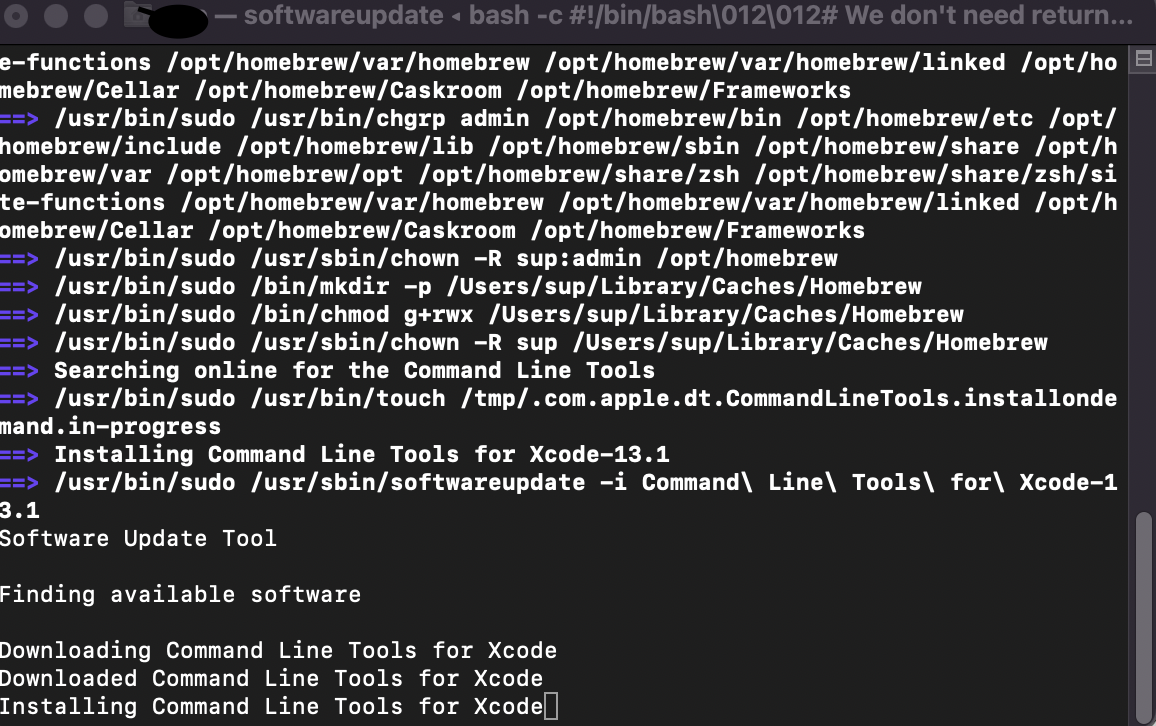 — softwareupdate ◂ bash -c #!/bin/bash\012\012# We don't need return...
e-functions /opt/homebrew/var/homebrew /opt/homebrew/var/homebrew/linked /opt/ho
mebrew/Cellar /opt/homebrew/Caskroom /opt/homebrew/Frameworks
==> /usr/bin/sudo /usr/bin/chgrp admin /opt/homebrew/bin /opt/homebrew/etc /opt/
homebrew/include /opt/homebrew/lib /opt/homebrew/sbin /opt/homebrew/share /opt/h
omebrew/var /opt/homebrew/opt /opt/homebrew/share/zsh /opt/homebrew/share/zsh/si
te-functions /opt/homebrew/var/homebrew /opt/homebrew/var/homebrew/linked /opt/h
omebrew/Cellar /opt/homebrew/Caskroom /opt/homebrew/Frameworks
==> /usr/bin/sudo /usr/sbin/chown -R sup:admin /opt/homebrew
==> /usr/bin/sudo /bin/mkdir -p /Users/sup/Library/Caches/Homebrew
==> /usr/bin/sudo /bin/chmod g+rwx /Users/sup/Library/Caches/Homebrew
==> /usr/bin/sudo /usr/sbin/chown -R sup /Users/sup/Library/Caches/Homebrew
==> Searching online for the Command Line Tools
==> /usr/bin/sudo /usr/bin/touch /tmp/.com.apple.dt.CommandLineTools.installonde
mand.in-progress
==> Installing Command Line Tools for Xcode-13.1
==> /usr/bin/sudo /usr/sbin/softwareupdate -i Command\ Line\ Tools\ for\ Xcode-1
3.1
Software Update Tool
Finding available software
Downloading Command Line Tools for Xcode
Downloaded Command Line Tools for Xcode
Installing Command Line Tools for Xcode